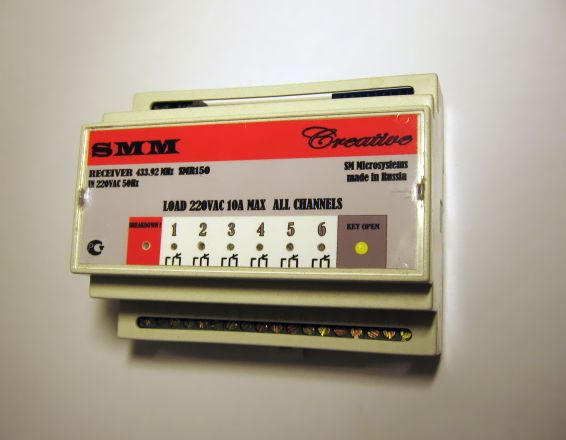 SMM
Creative
RECEIVER 433.92 MHz SMR150
IN 220VAC 50Hz
SM Microsystems
made in Russia
LOAD 220VAC 10A MAX ALL CHANNELS
BREAKDOWN !
1 2 3 4 5 6
KEY OPEN